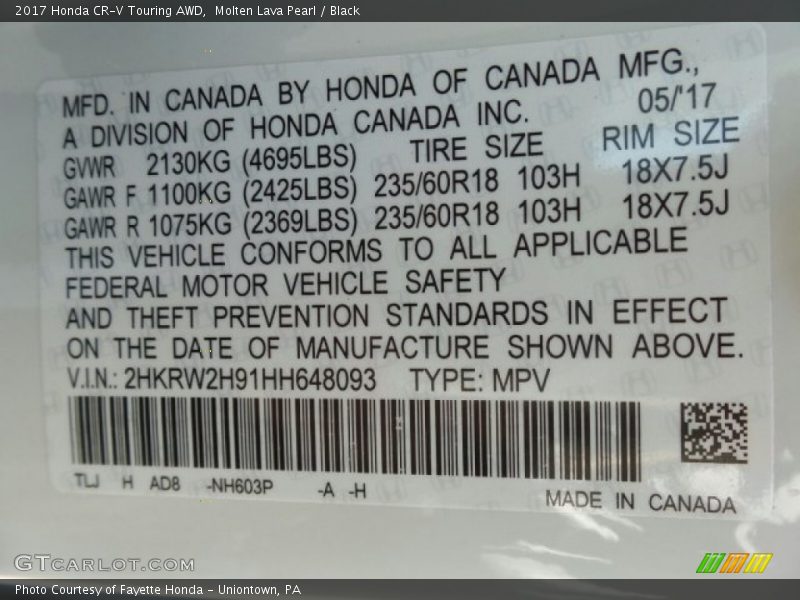 2017 Honda CR-V Touring AWD,  Molten Lava Pearl / Black
MFD. IN CANADA BY HONDA OF CANADA MFG.,
A DIVISION OF HONDA CANADA INC. 05/'17
GVWR 2130KG (4695LBS) TIRE SIZE RIM SIZE
GAWR F 1100KG (2425LBS) 235/60R18 103H 18X7.5J
GAWR R 1075KG (2369LBS) 235/60R18 103H 18X7.5J
THIS VEHICLE CONFORMS TO ALL APPLICABLE
FEDERAL MOTOR VEHICLE SAFETY
AND THEFT PREVENTION STANDARDS IN EFFECT
ON THE DATE OF MANUFACTURE SHOWN ABOVE.
V.I.N.: 2HKRW2H91HH648093 TYPE: MPV
TLJ H AD8 -NH603P -A -H
MADE IN CANADA
GTCARLOT.COM
Photo Courtesy of Fayette Honda - Uniontown, PA